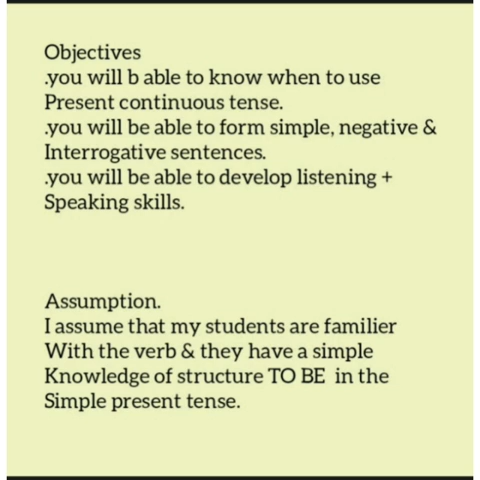 Objectives
.you will b able to know when to use
Present continuous tense.
.you will be able to form simple, negative &
Interrogative sentences.
.you will be able to develop listening +
Speaking skills.
Assumption.
I assume that my students are familier
With the verb & they have a simple
Knowledge of structure TO BE in the
Simple present tense.